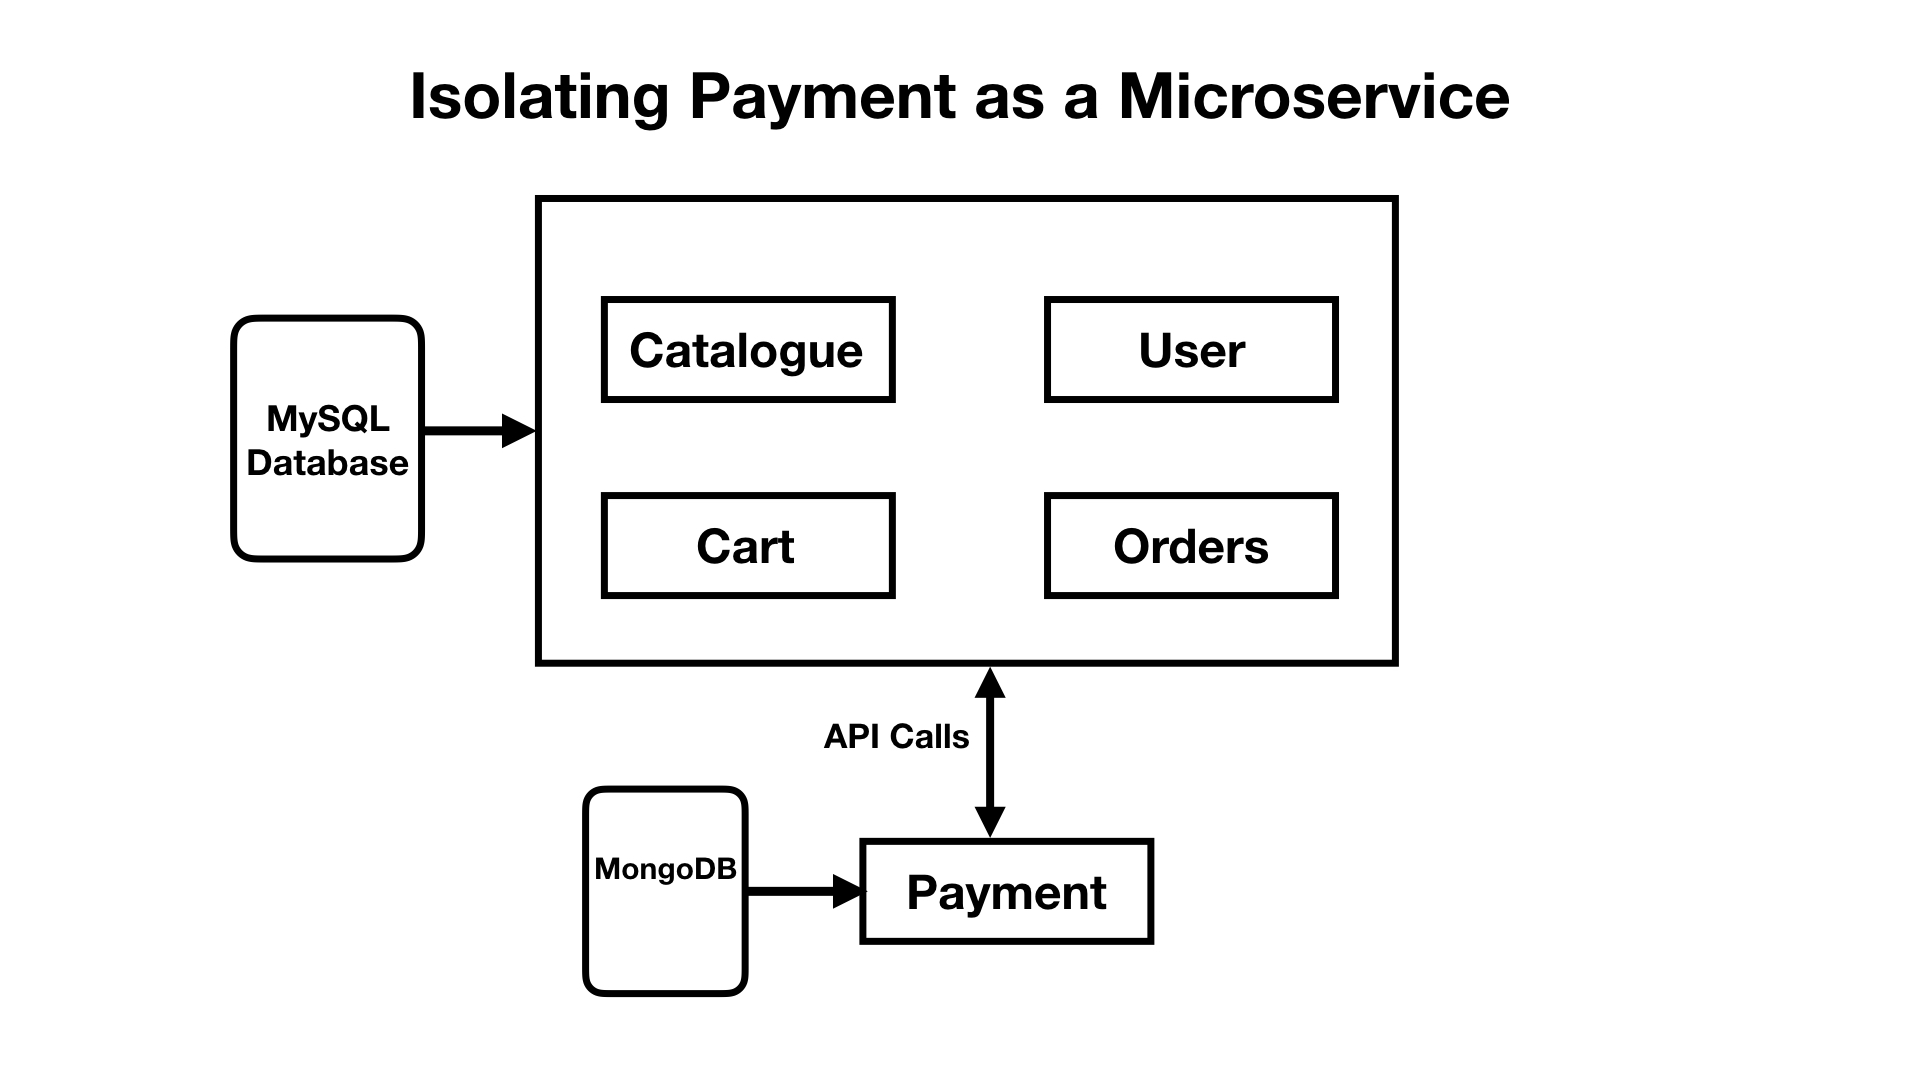 Isolating Payment as a Microservice
Catalogue
User
MySQL
Database
Cart
Orders
API Calls
MongoDB
Payment